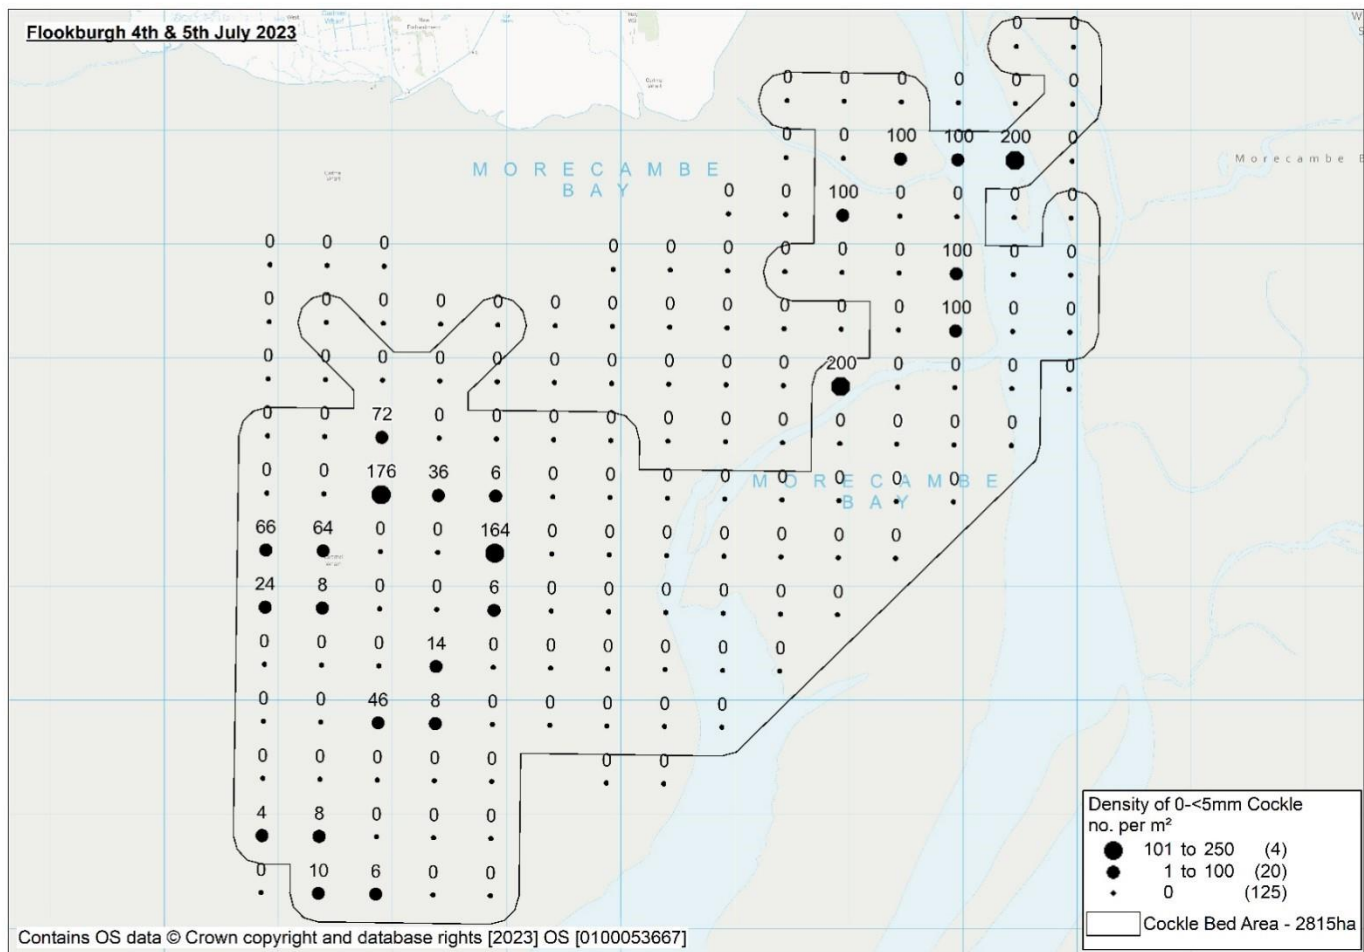 Flookburgh 4th & 5th July 2023
0 0
0 0 0 0 0 0
0 0 100 100 200 0
MORECAMBE
BAY
Morecambe B
0 0 100 0 0 0 0
0 0 0 0 0 0 0 0 0 100 0 0
0 0 0 0 0 0 0 0 0 0 0 0 100 0 0
0 0 0 0 0 0 0 0 0 0 200 0 0 0 0
0 0 72 0 0 0 0 0 0 0 0 0 0 0
0 0 176 36 6 0 0 0 0 0 0 0 0
MORECAMBE
BAY
66 64 0 0 164 0 0 0 0 0 0 0
24 8 0 0 6 0 0 0 0 0 0
0 0 0 14 0 0 0 0 0 0
0 0 46 8 0 0 0 0 0
0 0 0 0 0 0 0
4 8 0 0 0
0 10 6 0 0
Density of 0-<5mm Cockle
no. per m²
101 to 250 (4)
1 to 100 (20)
0 (125)
Cockle Bed Area - 2815ha
Contains OS data © Crown copyright and database rights [2023] OS [01000053667]